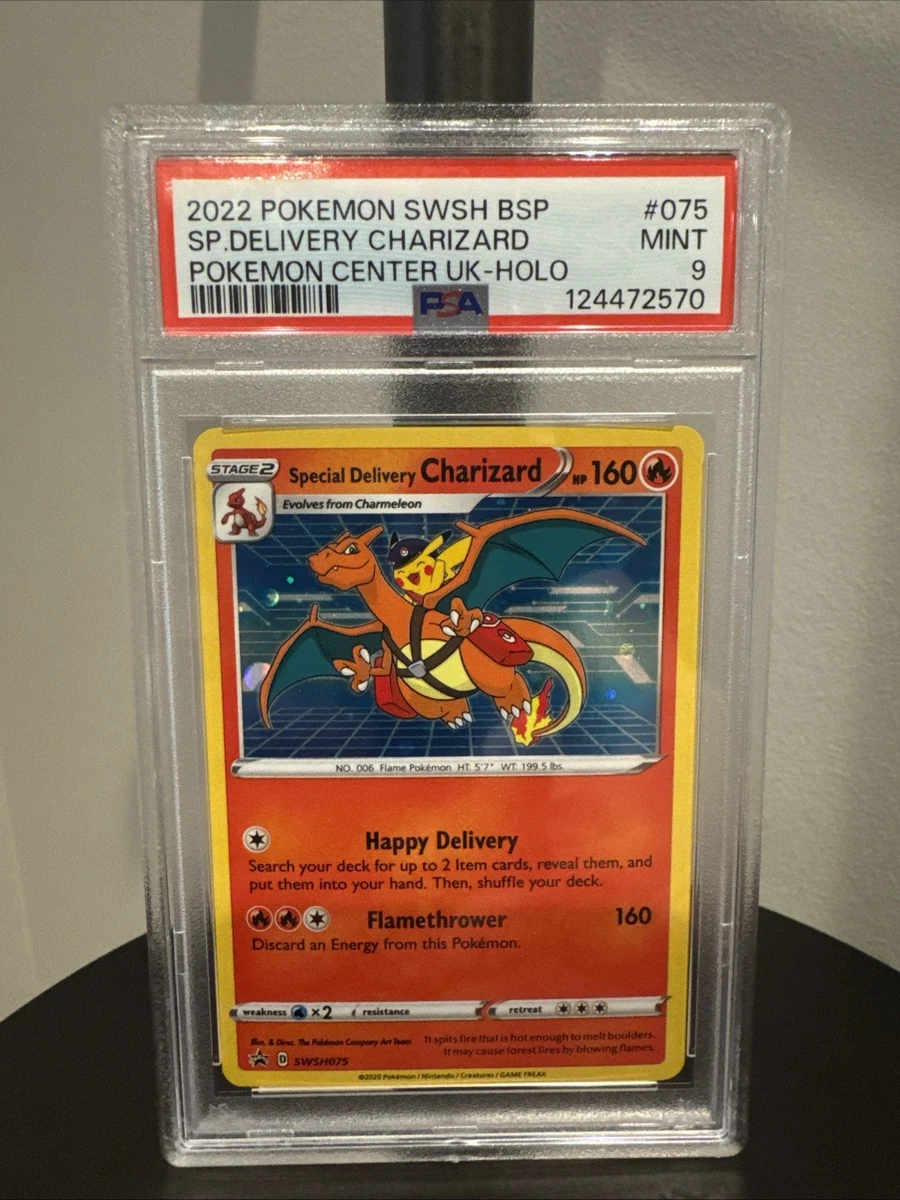 2022 POKEMON SWSH BSP #075
SP.DELIVERY CHARIZARD MINT
POKEMON CENTER UK-HOLO 9
PSA 124472570
STAGE2 Special Delivery Charizard HP 160
Evolves from Charmeleon
NO. 006 Flame Pokémon HT: 5'7" WT: 199.5 lbs.
Happy Delivery
Search your deck for up to 2 Item cards, reveal them, and
put them into your hand. Then, shuffle your deck.
Flamethrower 160
Discard an Energy from this Pokémon.
weakness ×2 resistance retreat
Illus. & Direc. The Pokémon Company Art Team
It spits fire that is hot enough to melt boulders.
It may cause forest fires by blowing flames.
D SWSH075
©2020 Pokémon / Nintendo / Creatures / GAME FREAK